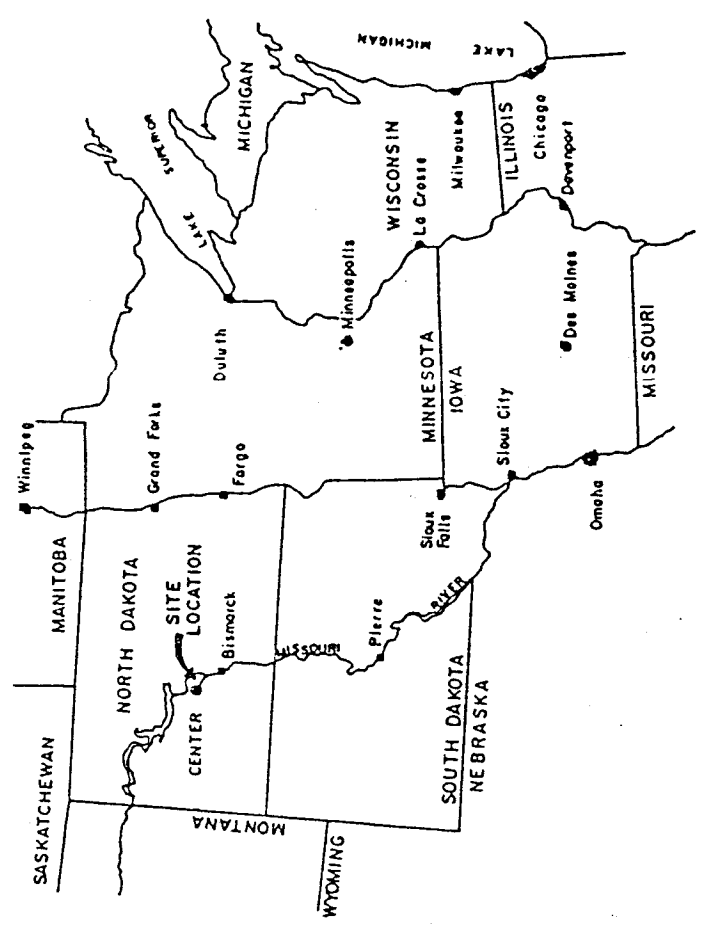 SASKATCHEWAN
MANITOBA
Winnipeg
NORTH DAKOTA
Grand Forks
Fargo
SITE
LOCATION
Bismarck
CENTER
MONTANA
WYOMING
MISSOURI
RIVER
Pierre
SOUTH DAKOTA
NEBRASKA
Sioux
Falls
Sioux City
Omaha
Duluth
LAKE SUPERIOR
MICHIGAN
LAKE MICHIGAN
Minneapolis
MINNESOTA
IOWA
WISCONSIN
La Crosse
Milwaukee
ILLINOIS
Chicago
Davenport
Des Moines
MISSOURI